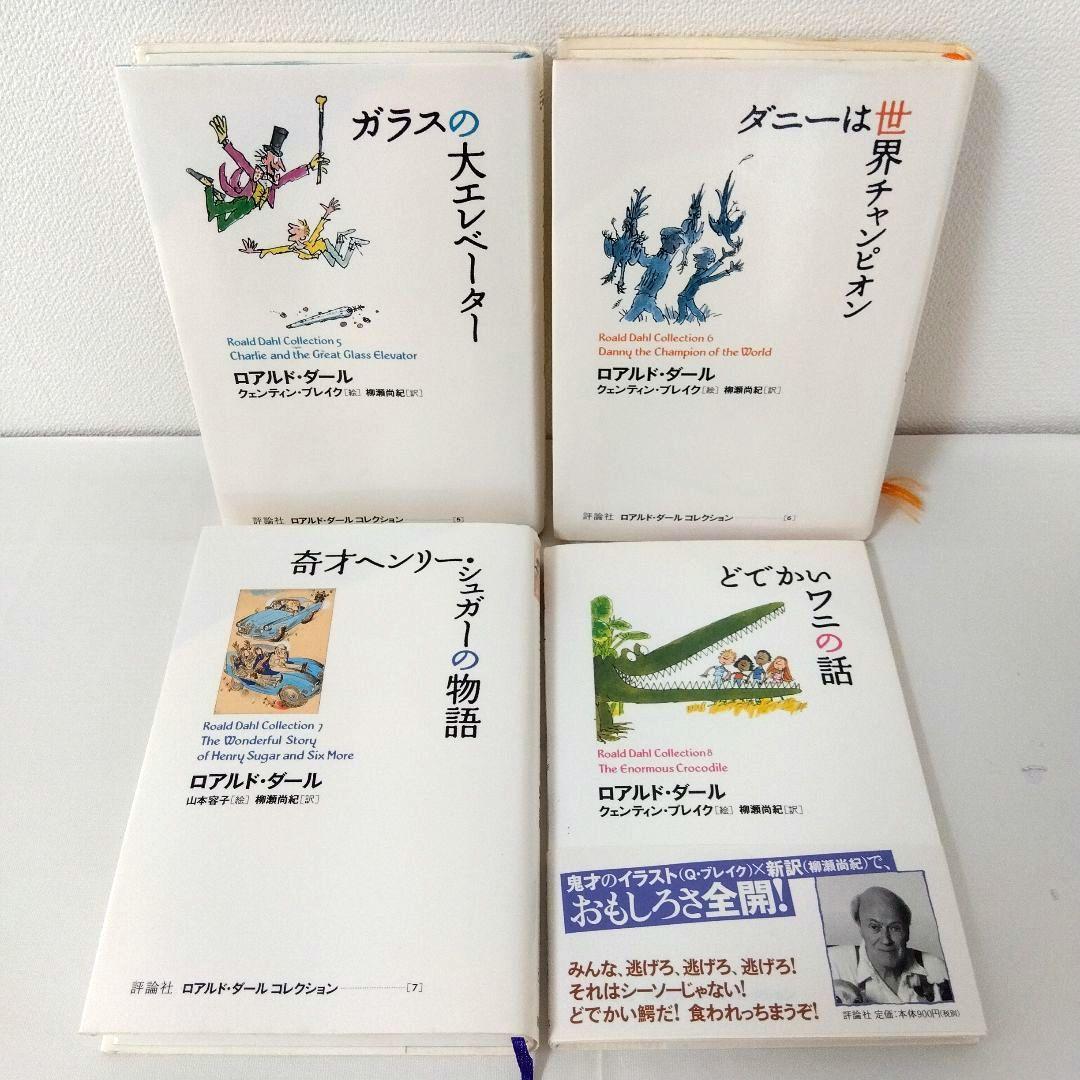 ガラスの
大エレベーター
Roald Dahl Collection 5
Charlie and the Great Glass Elevator
ロアルド・ダール
クェンティン・ブレイク[絵] 柳瀬尚紀[訳]
評論社 ロアルド・ダール コレクション [5]
ダニーは世
界チャンピオン
Roald Dahl Collection 6
Danny the Champion of the World
ロアルド・ダール
クェンティン・ブレイク[絵] 柳瀬尚紀[訳]
評論社 ロアルド・ダール コレクション [6]
奇才ヘンリー・
シュガーの物語
Roald Dahl Collection 7
The Wonderful Story
of Henry Sugar and Six More
ロアルド・ダール
山本容子[絵] 柳瀬尚紀[訳]
評論社 ロアルド・ダール コレクション [7]
どでかい
ワニの話
Roald Dahl Collection 8
The Enormous Crocodile
ロアルド・ダール
クェンティン・ブレイク[絵] 柳瀬尚紀[訳]
鬼才のイラスト(Q・ブレイク)×新訳(柳瀬尚紀)で、
おもしろさ全開!
みんな、逃げろ、逃げろ、逃げろ!
それはシーソーじゃない!
どでかい鰐だ! 食われっちまうぞ!
評論社 定価:本体900円(税別)